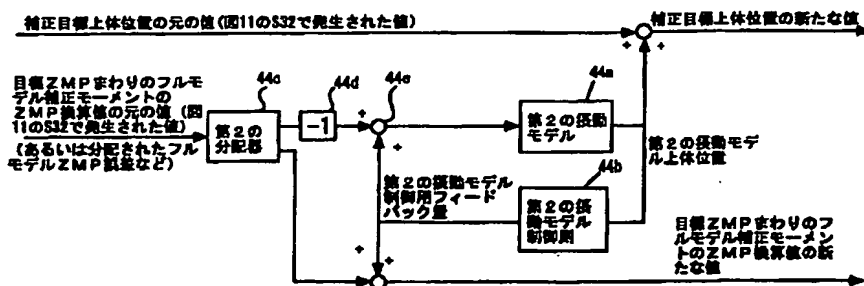 補正目標上体位置の元の値(図11のS32で発生された値)
補正目標上体位置の新たな値
目標ZMPまわりのフルモ
デル補正モーメントの
ZMP換算値の元の値(図
11のS32で発生された値)
(あるいは分配されたフル
モデルZMP誤差など)
44c
第2の
分配器
44d
-1
44e
44a
第2の摂動
モデル
第2の摂動モデ
ル上体位置
44b
第2の摂
動モデル
制御則
第2の摂動モデル
制御用フィード
バック量
目標ZMPまわりのフ
ルモデル補正モーメン
トのZMP換算値の新
たな値
+
+
+
+
+
+